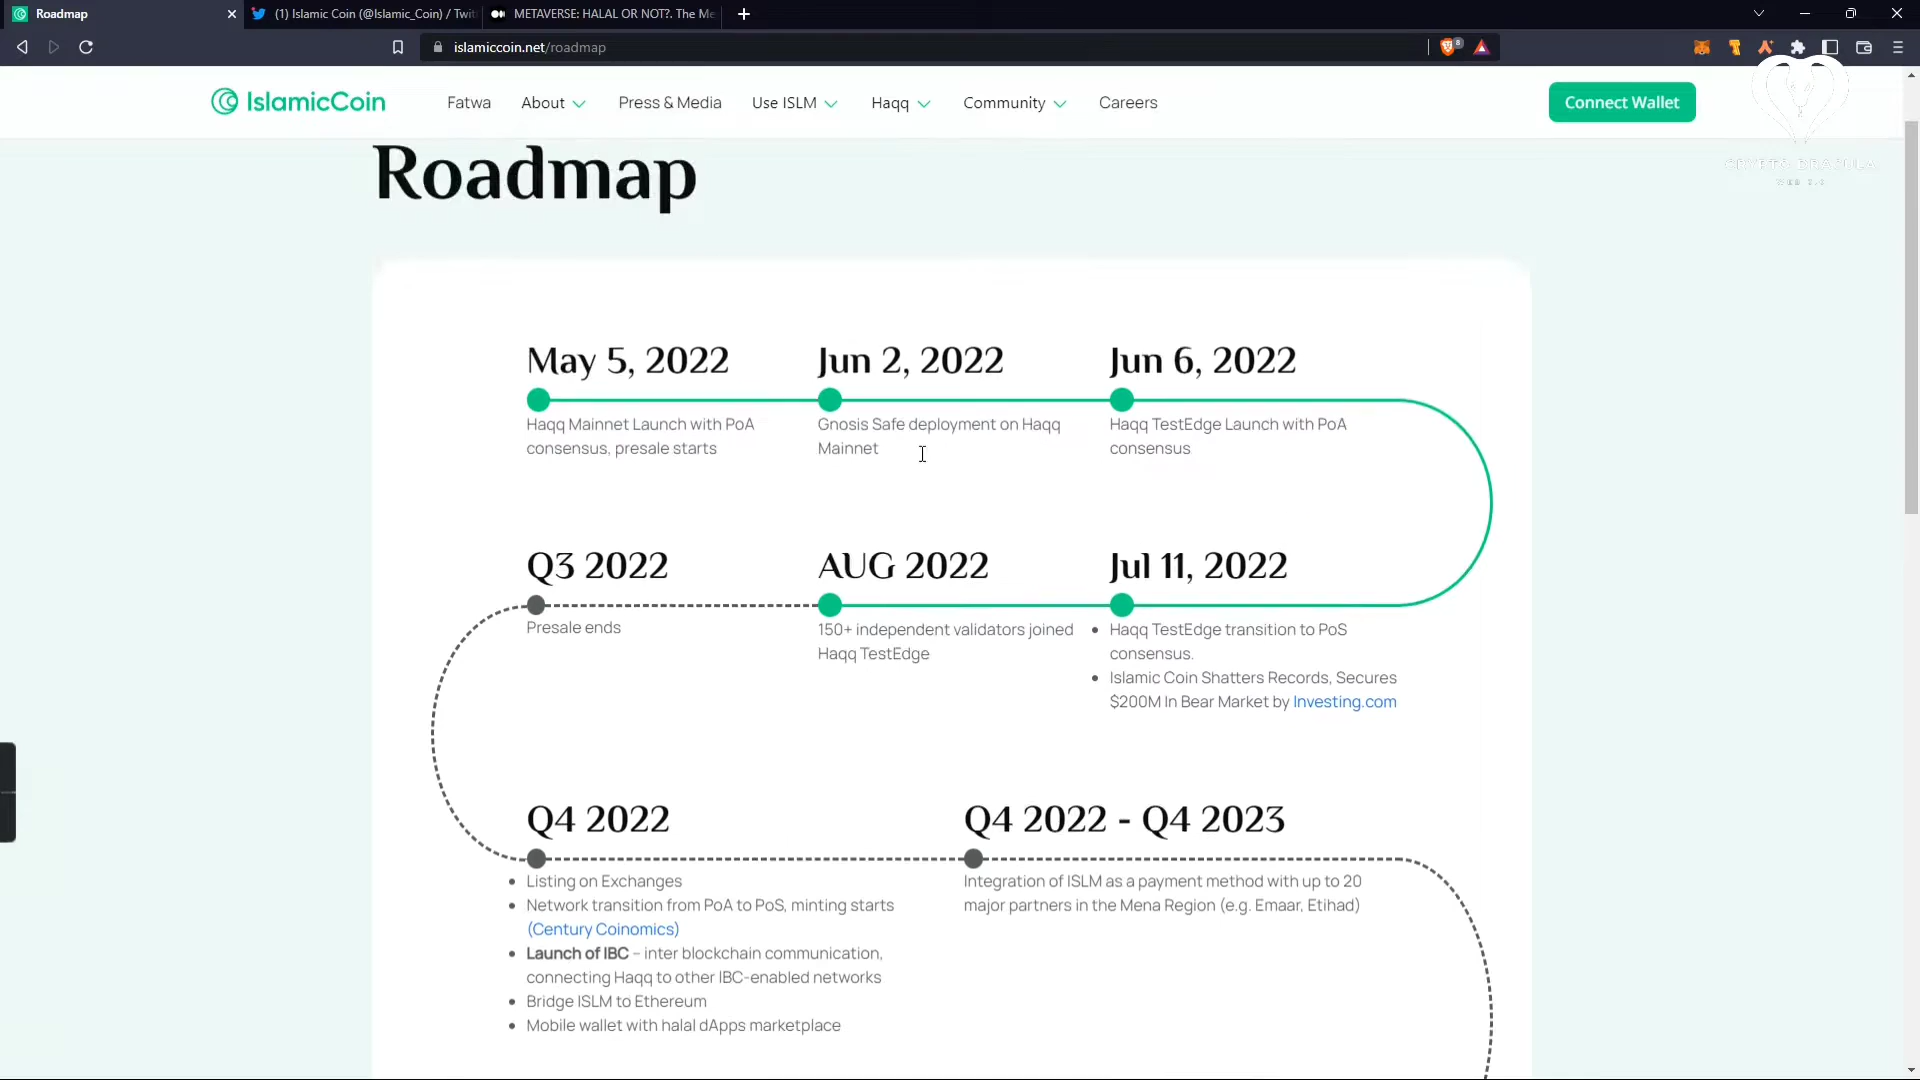 Roadmap
(1) Islamic Coin (@Islamic_Coin) / Twit
METAVERSE: HALAL OR NOT?. The Me
islamiccoin.net/roadmap
8
IslamicCoin
Fatwa
About
Press & Media
Use ISLM
Haqq
Community
Careers
Connect Wallet
CRYPTO DRACULA
WEB 3.0
Roadmap
May 5, 2022
Haqq Mainnet Launch with PoA
consensus, presale starts
Jun 2, 2022
Gnosis Safe deployment on Haqq
Mainnet
Jun 6, 2022
Haqq TestEdge Launch with PoA
consensus
Q3 2022
Presale ends
AUG 2022
150+ independent validators joined
Haqq TestEdge
Jul 11, 2022
Haqq TestEdge transition to PoS
consensus.
Islamic Coin Shatters Records, Secures
$200M In Bear Market by Investing.com
Q4 2022
Listing on Exchanges
Network transition from PoA to PoS, minting starts
(Century Coinomics)
Launch of IBC – inter blockchain communication,
connecting Haqq to other IBC-enabled networks
Bridge ISLM to Ethereum
Mobile wallet with halal dApps marketplace
Q4 2022 - Q4 2023
Integration of ISLM as a payment method with up to 20
major partners in the Mena Region (e.g. Emaar, Etihad)